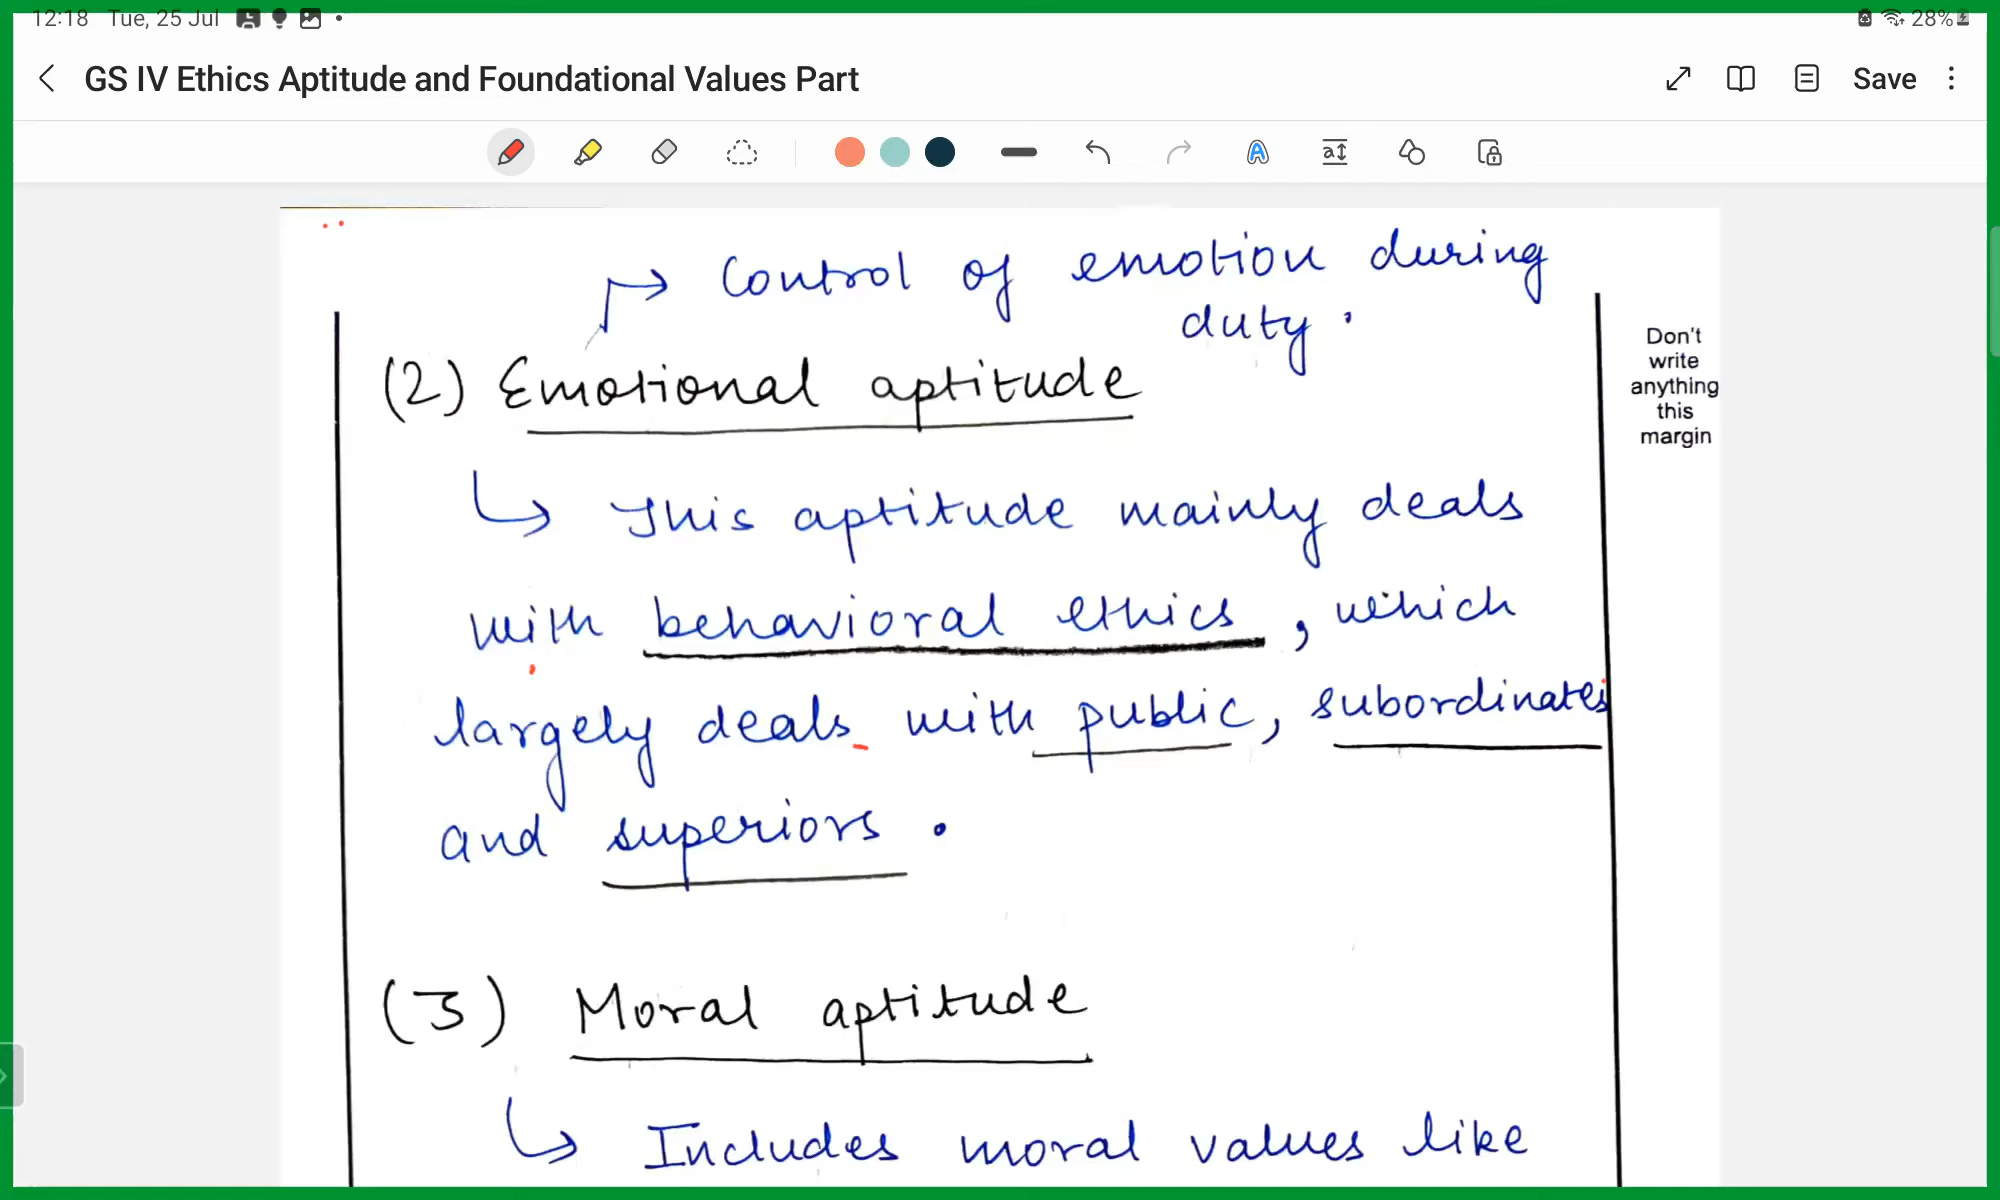 12:18 Tue, 25 Jul
28%
GS IV Ethics Aptitude and Foundational Values Part
Save
Control of emotion during
duty.
(2) Emotional aptitude
Don't
write
anything
this
margin
This aptitude mainly deals
with behavioral ethics, which
largely deals with public, subordinates
and superiors.
(3) Moral aptitude
Includes moral values like